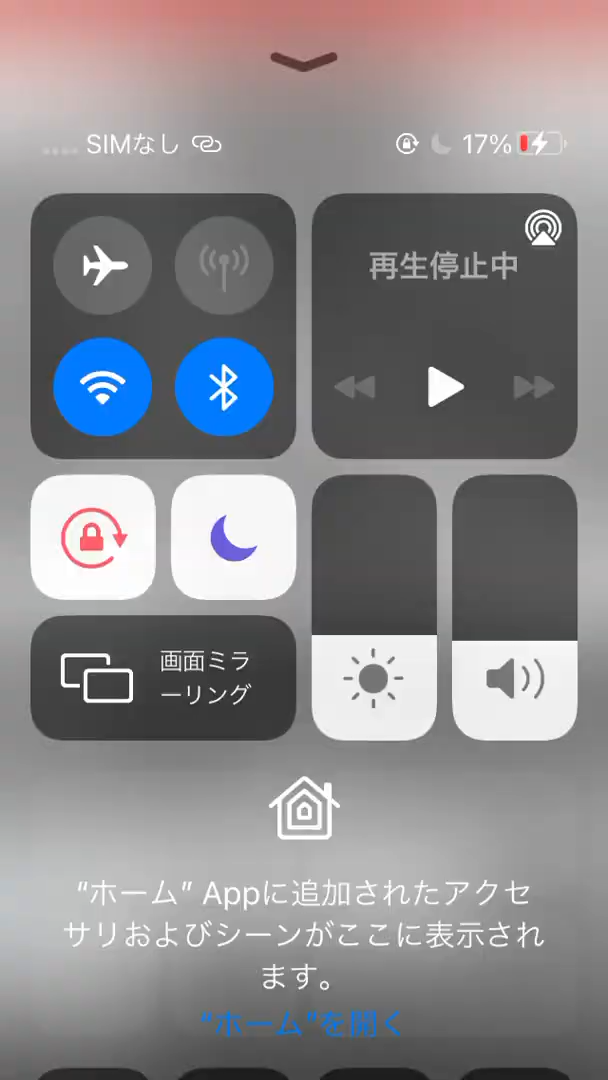 SIMなし
17%
再生停止中
画面ミラ
ーリング
“ホーム” Appに追加されたアクセ
サリおよびシーンがここに表示され
ます。
“ホーム”を開く